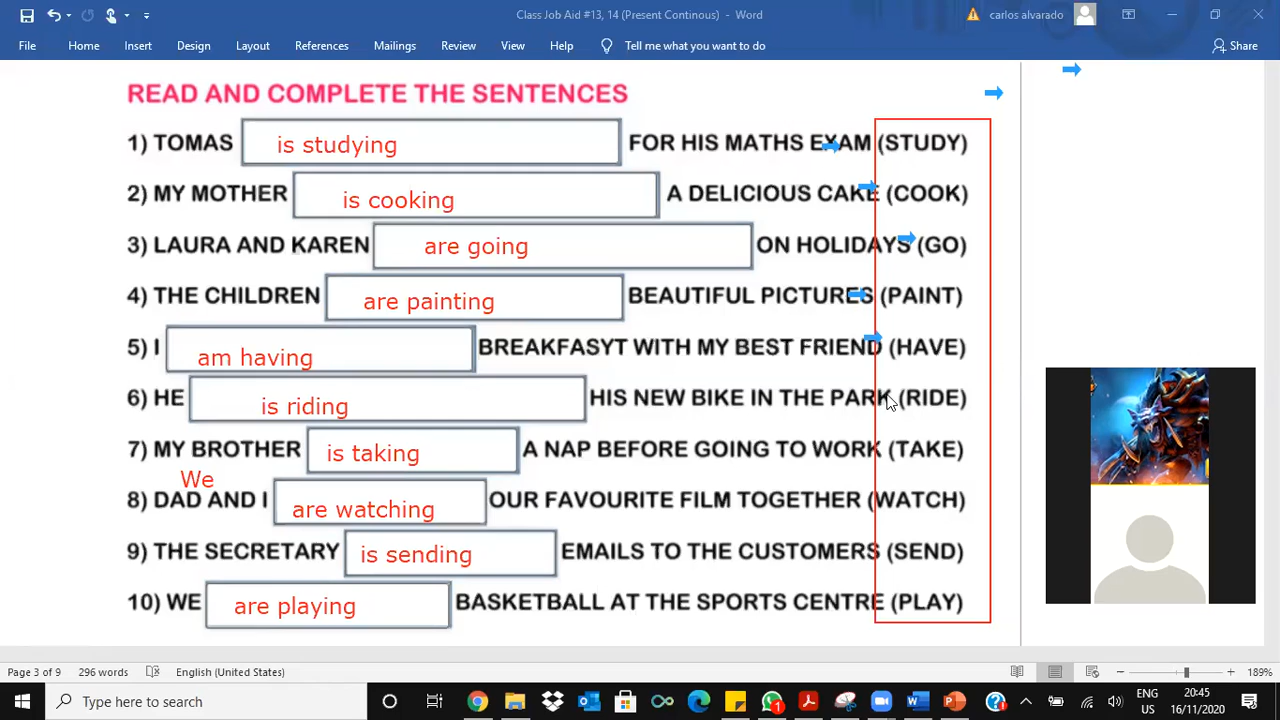 Class Job Aid #13, 14 (Present Continous) - Word
carlos alvarado
File Home Insert Design Layout References Mailings Review View Help Tell me what you want to do Share
READ AND COMPLETE THE SENTENCES
1) TOMAS is studying FOR HIS MATHS EXAM (STUDY)
2) MY MOTHER is cooking A DELICIOUS CAKE (COOK)
3) LAURA AND KAREN are going ON HOLIDAYS (GO)
4) THE CHILDREN are painting BEAUTIFUL PICTURES (PAINT)
5) I am having BREAKFASYT WITH MY BEST FRIEND (HAVE)
6) HE is riding HIS NEW BIKE IN THE PARK (RIDE)
7) MY BROTHER is taking A NAP BEFORE GOING TO WORK (TAKE)
We
8) DAD AND I are watching OUR FAVOURITE FILM TOGETHER (WATCH)
9) THE SECRETARY is sending EMAILS TO THE CUSTOMERS (SEND)
10) WE are playing BASKETBALL AT THE SPORTS CENTRE (PLAY)
Page 3 of 9 296 words English (United States) 189%
Type here to search 1 ENG 20:45
US 16/11/2020